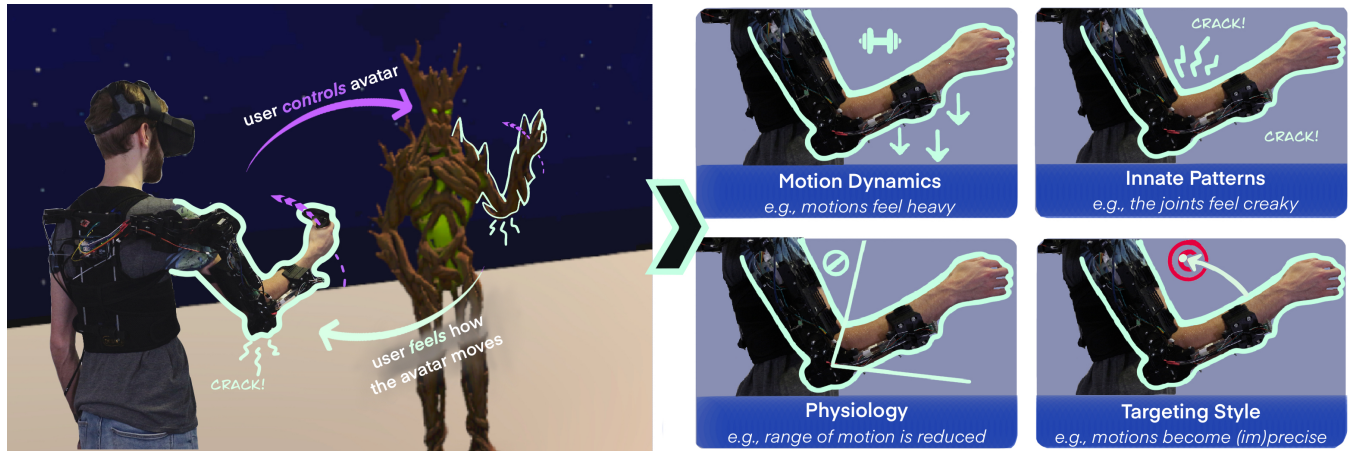 user controls avatar
user feels how
the avatar moves
CRACK!
Motion Dynamics
e.g., motions feel heavy
CRACK!
CRACK!
Innate Patterns
e.g., the joints feel creaky
Physiology
e.g., range of motion is reduced
Targeting Style
e.g., motions become (im)precise